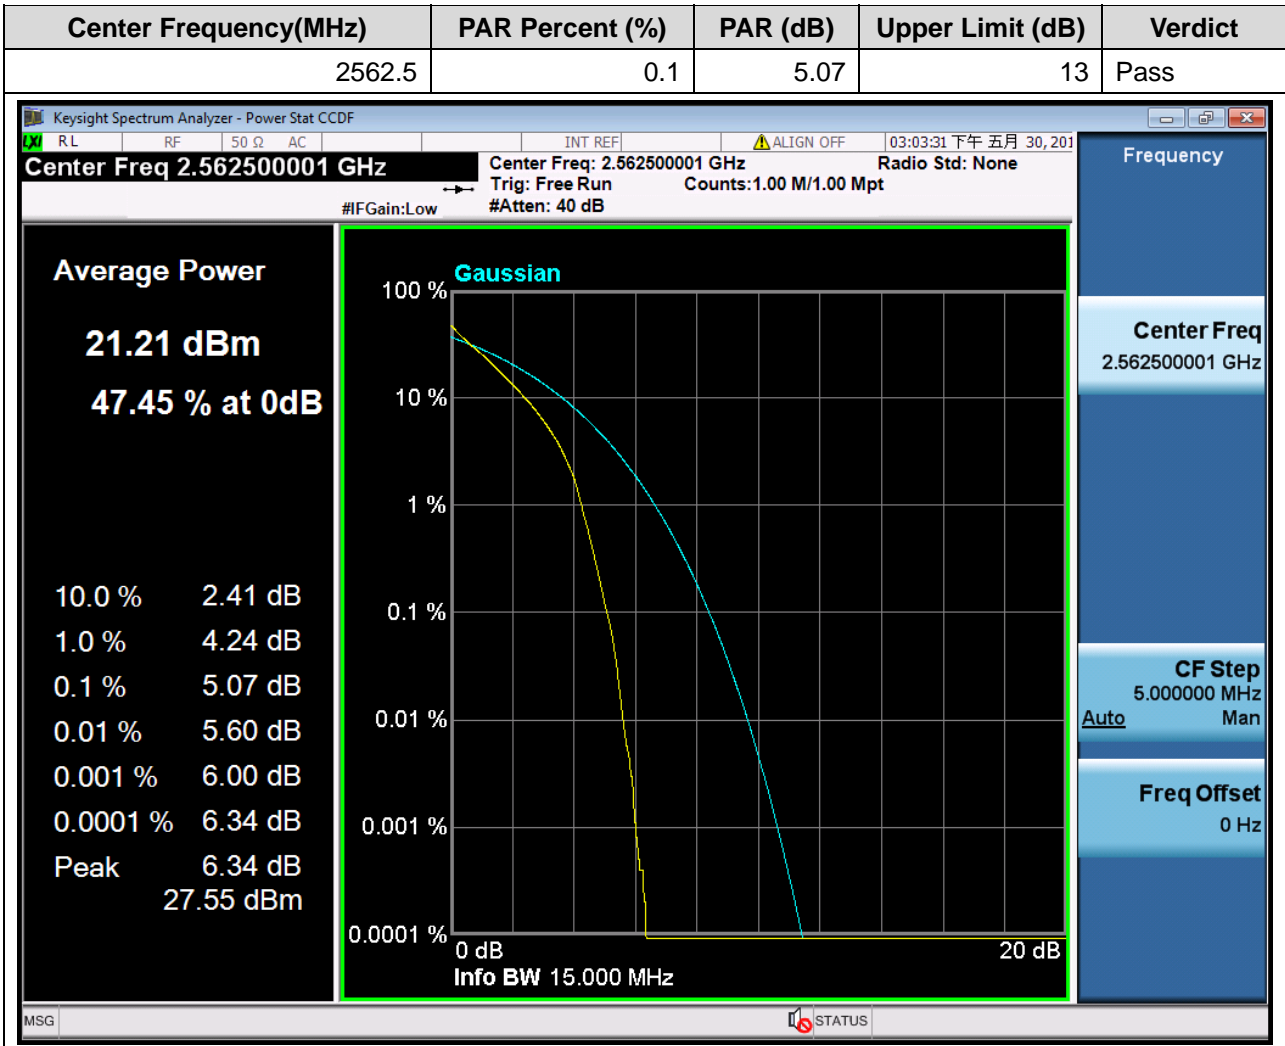 Center Frequency(MHz) PAR Percent (%) PAR (dB) Upper Limit (dB) Verdict
2562.5 0.1 5.07 13 Pass
Keysight Spectrum Analyzer - Power Stat CCDF
LXI RL RF 50 Ω AC INT REF ALIGN OFF 03:03:31 下午 五月 30, 201
Center Freq 2.562500001 GHz
Center Freq: 2.562500001 GHz Radio Std: None
Trig: Free Run Counts:1.00 M/1.00 Mpt
#IFGain:Low #Atten: 40 dB
Average Power
21.21 dBm
47.45 % at 0dB
10.0 % 2.41 dB
1.0 % 4.24 dB
0.1 % 5.07 dB
0.01 % 5.60 dB
0.001 % 6.00 dB
0.0001 % 6.34 dB
Peak 6.34 dB
27.55 dBm
Gaussian
100 %
10 %
1 %
0.1 %
0.01 %
0.001 %
0.0001 %
0 dB 20 dB
Info BW 15.000 MHz
Frequency
Center Freq
2.562500001 GHz
CF Step
5.000000 MHz
Auto Man
Freq Offset
0 Hz
MSG STATUS